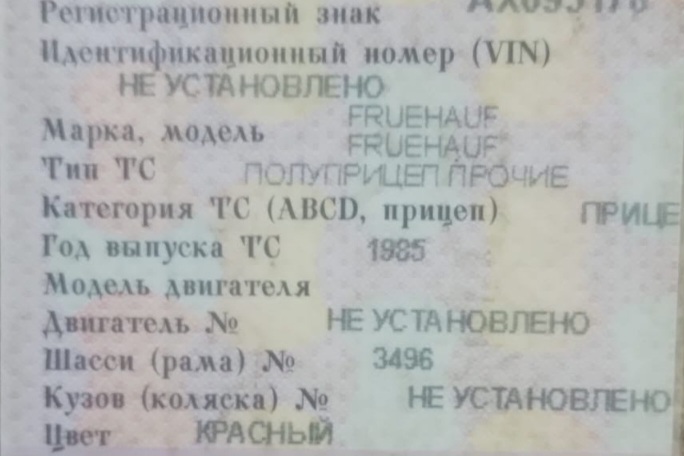 Регистрационный знак
Идентификационный номер (VIN)
НЕ УСТАНОВЛЕНО
FRUEHAUF
Марка, модель FRUEHAUF
Тип ТС ПОЛУПРИЦЕП ПРОЧИЕ
Категория ТС (ABCD, прицеп) ПРИЦЕ
Год выпуска ТС 1985
Модель двигателя
Двигатель № НЕ УСТАНОВЛЕНО
Шасси (рама) № 3496
Кузов (коляска) № НЕ УСТАНОВЛЕНО
Цвет КРАСНЫЙ